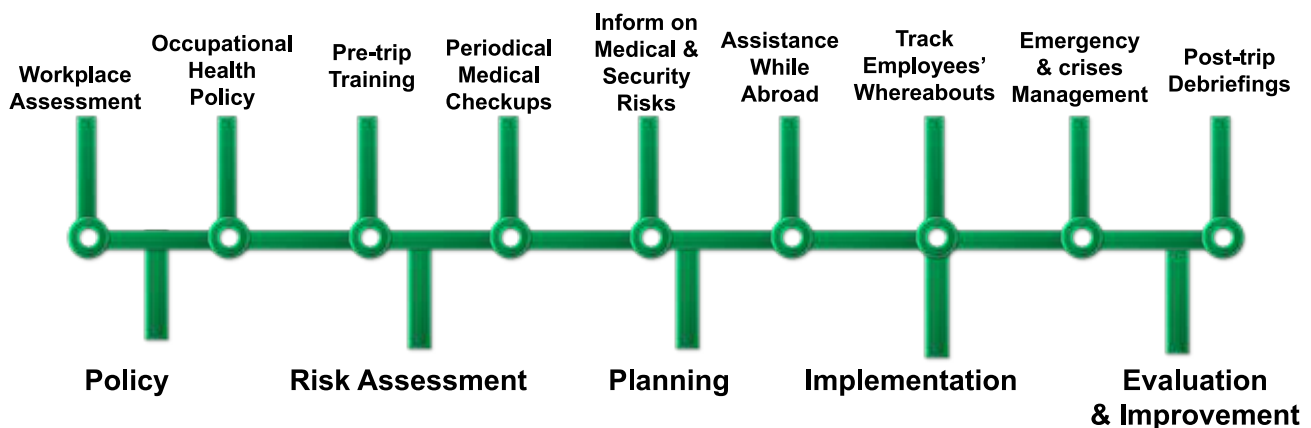 Workplace
Assessment
Occupational
Health
Policy
Pre-trip
Training
Periodical
Medical
Checkups
Inform on
Medical &
Security
Risks
Assistance
While
Abroad
Track
Employees’
Whereabouts
Emergency
& crises
Management
Post-trip
Debriefings
Policy
Risk Assessment
Planning
Implementation
Evaluation
& Improvement